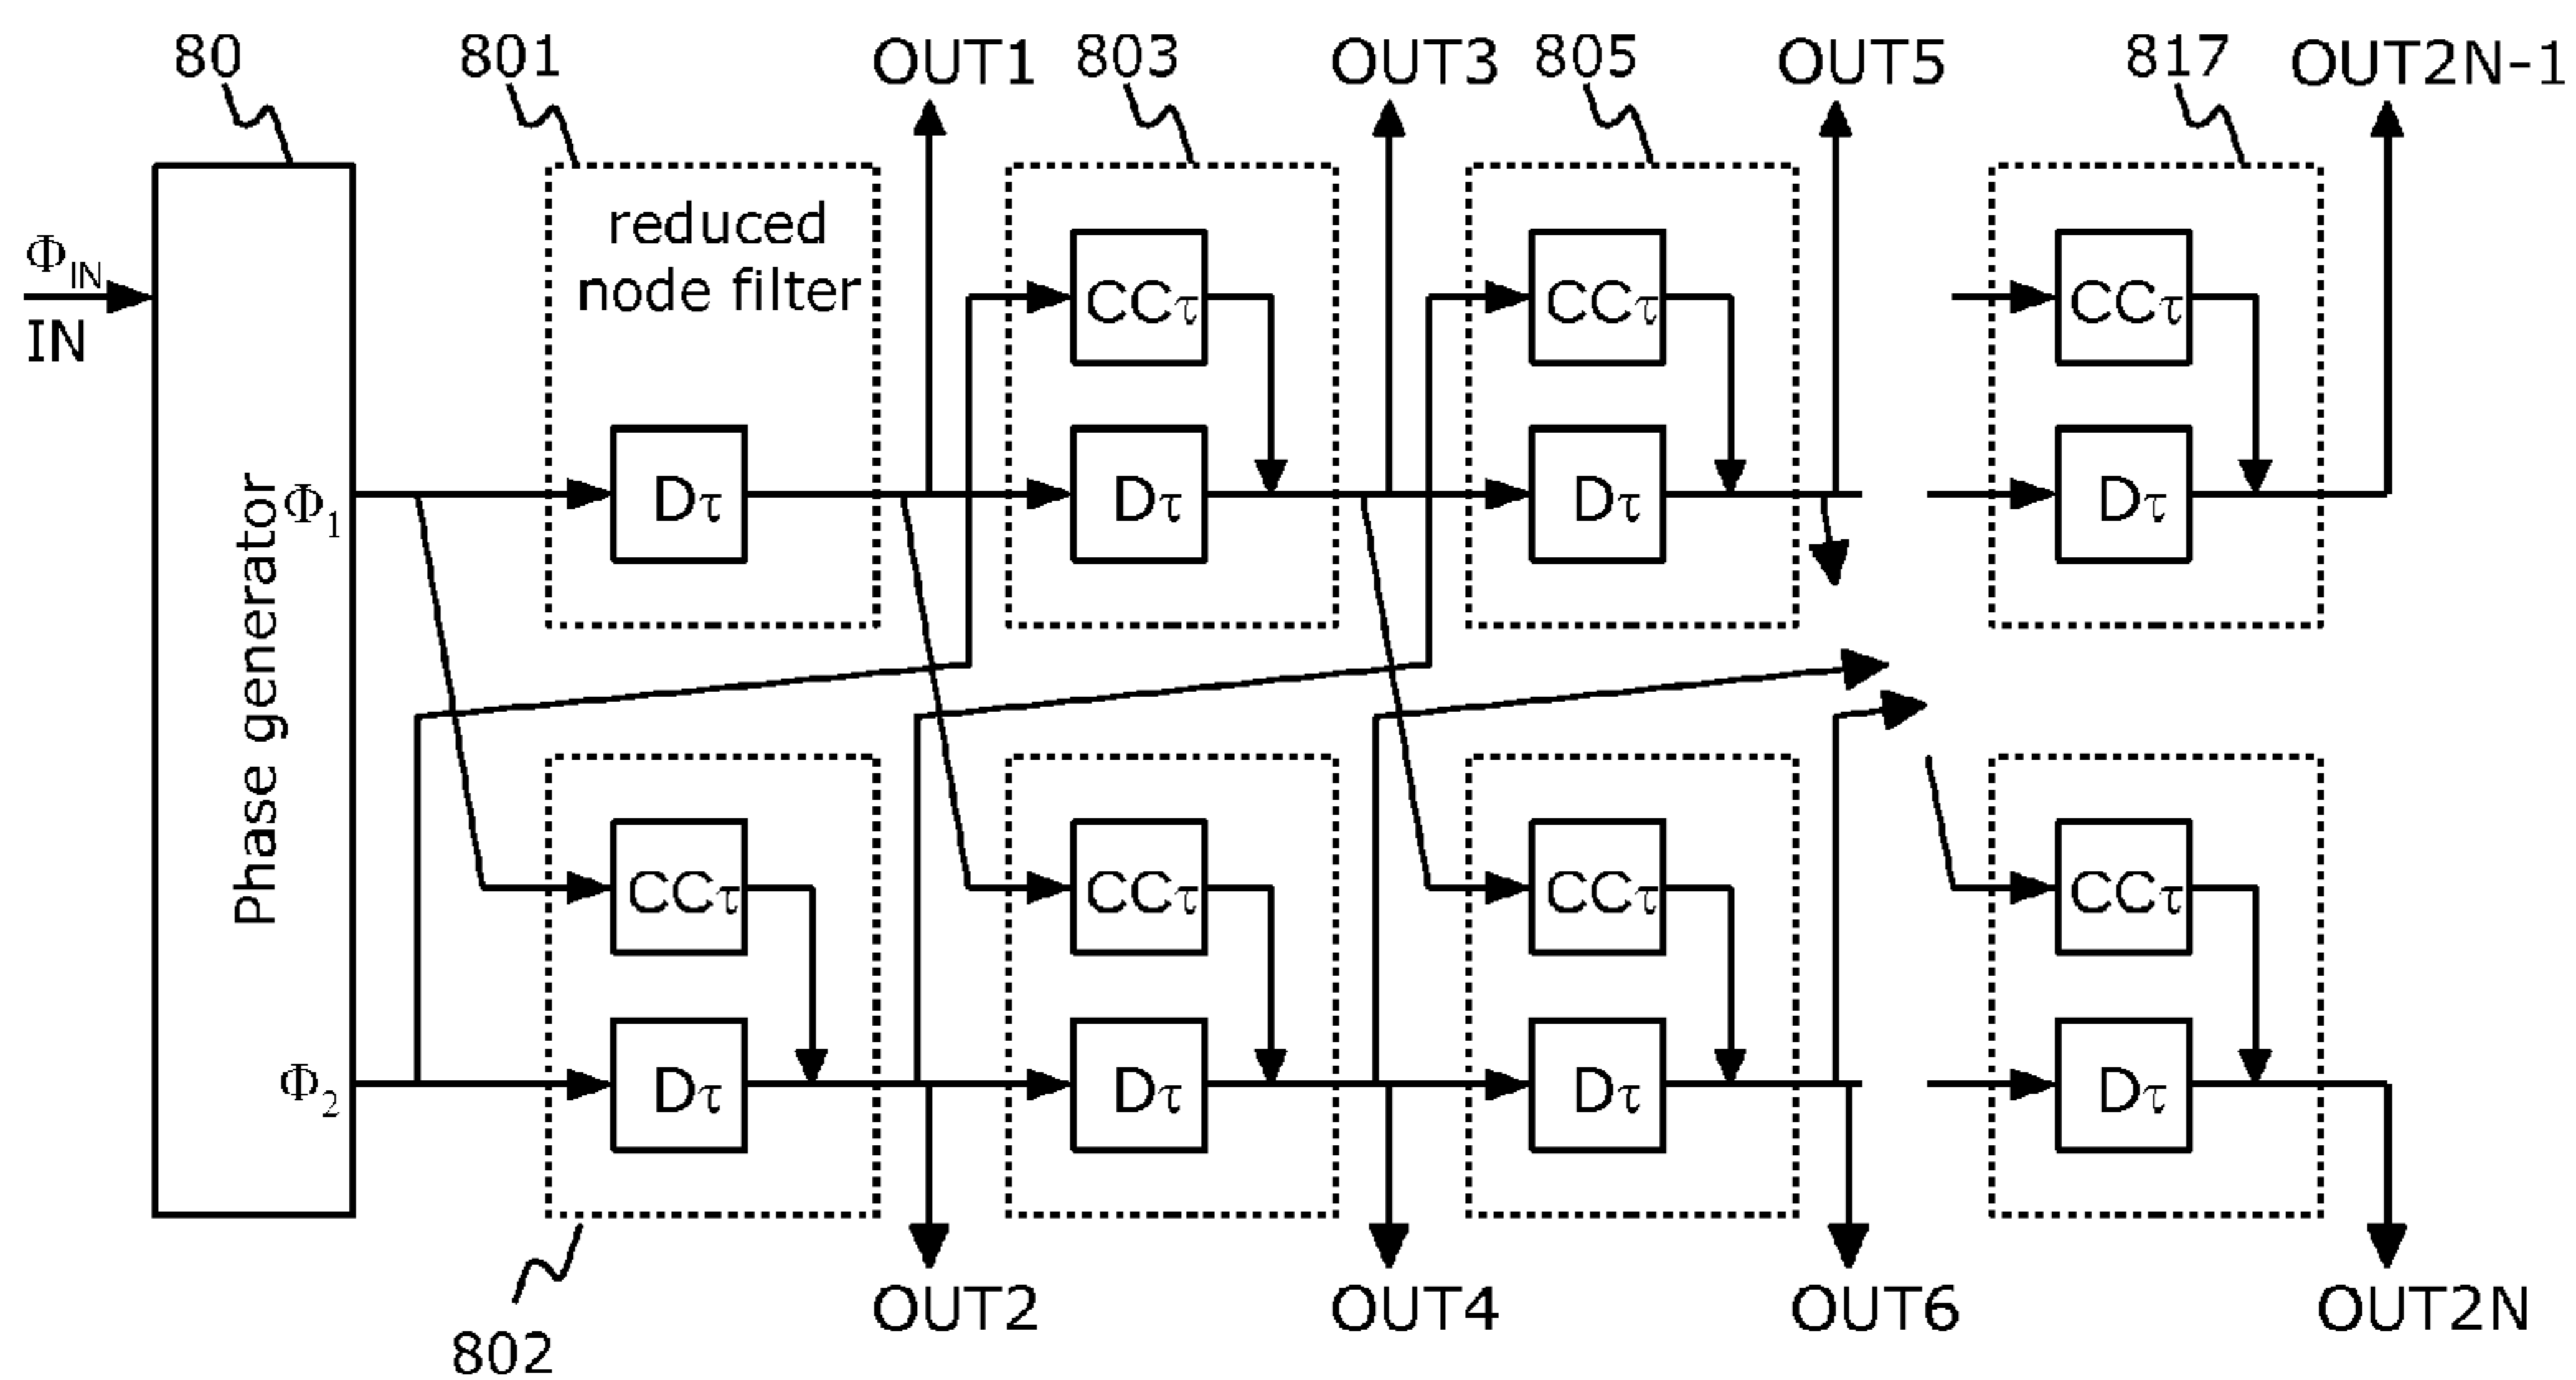 80 801 OUT1 803 OUT3 805 OUT5 817 OUT2N-1
reduced
node filter
Φ_IN
IN
CCτ CCτ CCτ
Φ₁ Dτ Dτ Dτ Dτ
Phase generator
CCτ CCτ CCτ CCτ
Φ₂ Dτ Dτ Dτ Dτ
802 OUT2 OUT4 OUT6 OUT2N